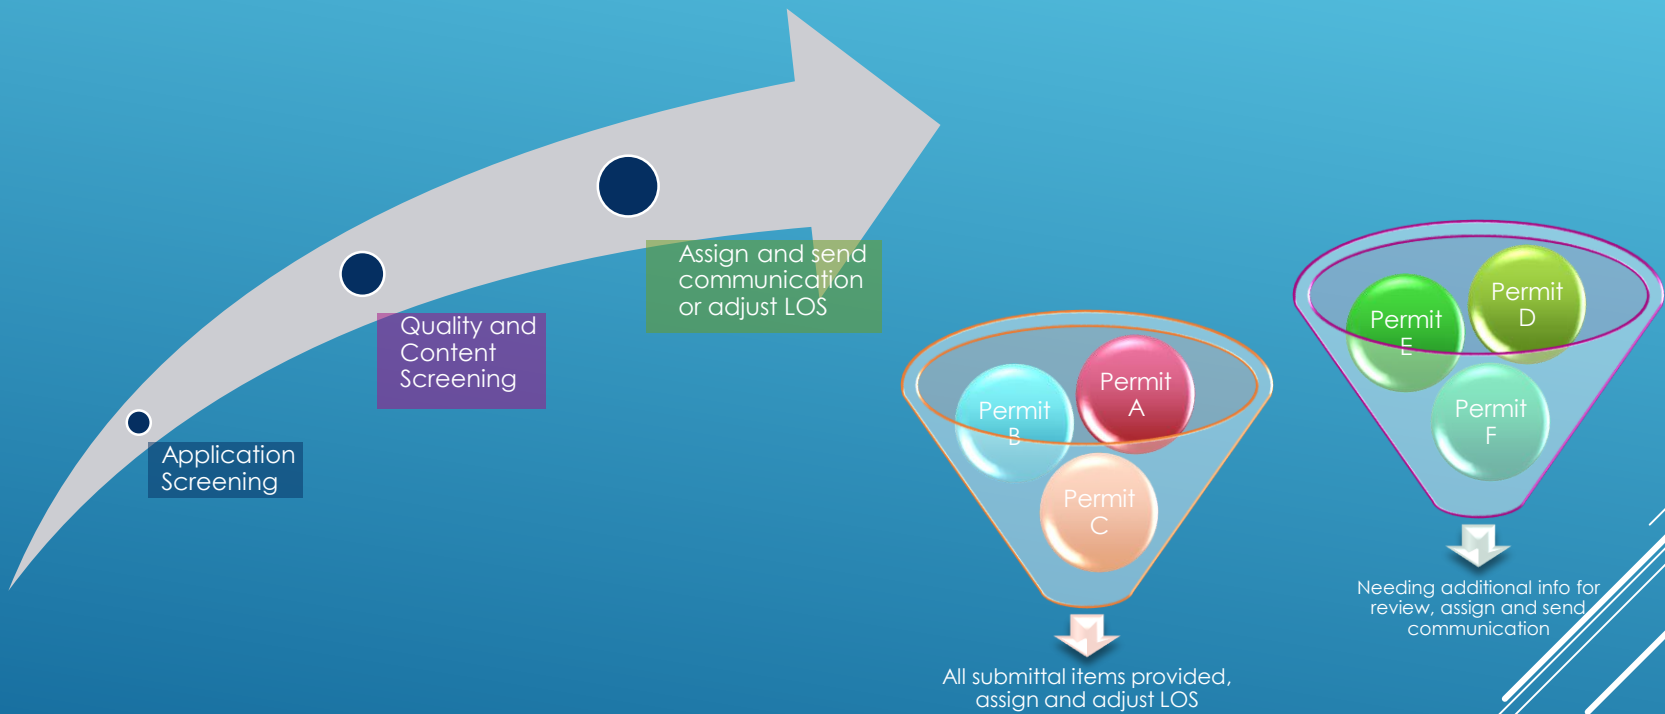 Application
Screening
Quality and
Content
Screening
Assign and send
communication
or adjust LOS
Permit
B
Permit
A
Permit
C
All submittal items provided,
assign and adjust LOS
Permit
E
Permit
D
Permit
F
Needing additional info for
review, assign and send
communication